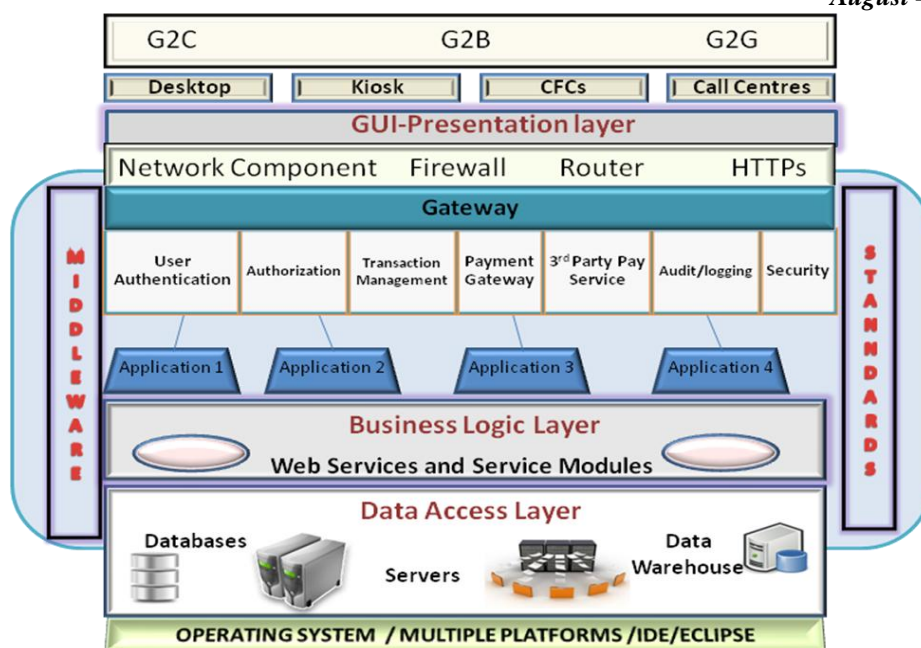 August
G2C G2B G2G
Desktop Kiosk CFCs Call Centres
GUI-Presentation layer
Network Component Firewall Router HTTPs
Gateway
User Authentication
Authorization
Transaction Management
Payment Gateway
3rd Party Pay Service
Audit/logging
Security
MIDDLEWARE
STANNDARDS
Application 1 Application 2 Application 3 Application 4
Business Logic Layer
Web Services and Service Modules
Data Access Layer
Databases
Servers
Data
Warehouse
OPERATING SYSTEM / MULTIPLE PLATFORMS /IDE/ECLIPSE